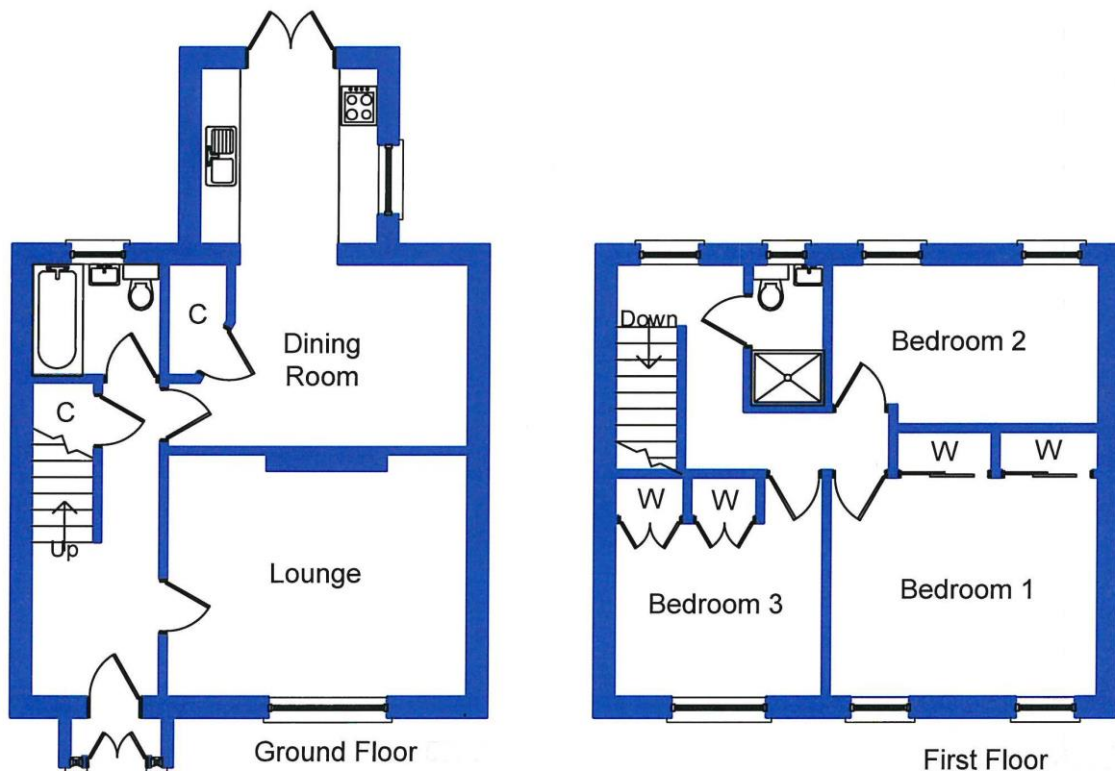 C
Dining
Room
C
Up
Lounge
Ground Floor
Down
Bedroom 2
W
W
W
W
Bedroom 3
Bedroom 1
First Floor